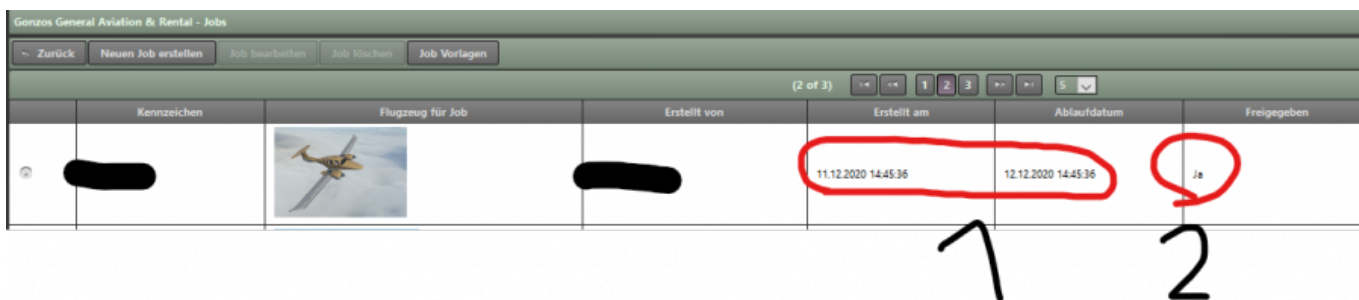 Gonzos General Aviation & Rental - Jobs
Zurück Neuen Job erstellen Job bearbeiten Job löschen Job Vorlagen
(2 of 3) 1 2 3 5
Kennzeichen Flugzeug für Job Erstellt von Erstellt am Ablaufdatum Freigegeben
11.12.2020 14:45:36 12.12.2020 14:45:36 Ja
1 2